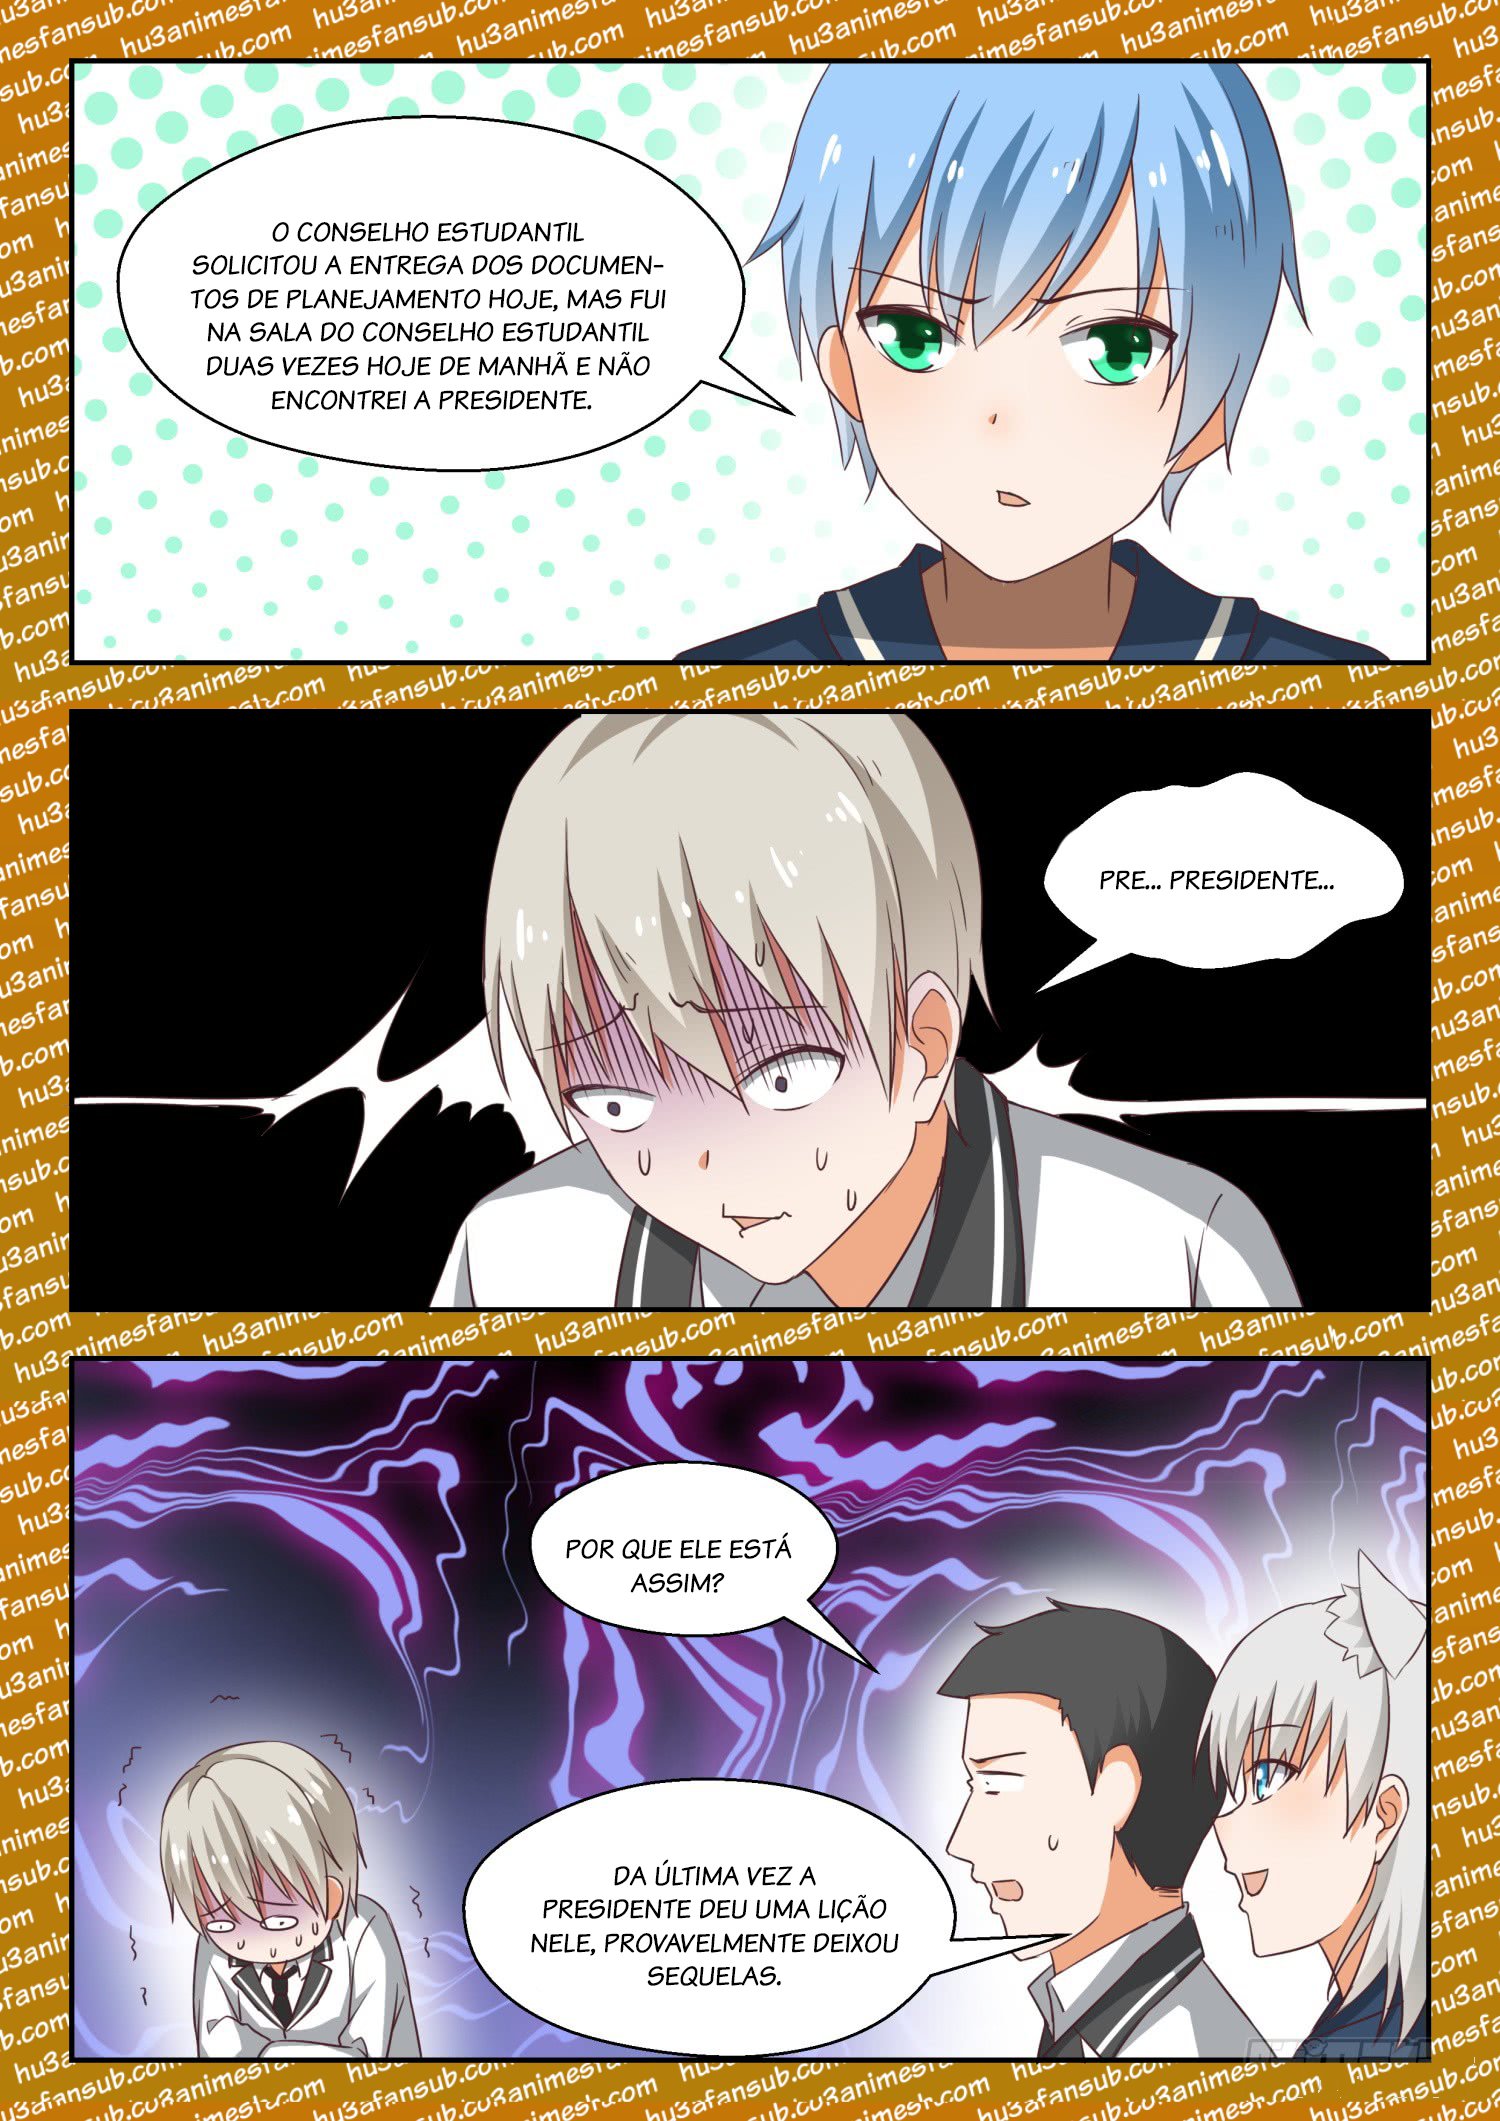 O CONSELHO ESTUDANTIL
SOLICITOU A ENTREGA DOS DOCUMEN-
TOS DE PLANEJAMENTO HOJE, MAS FUI
NA SALA DO CONSELHO ESTUDANTIL
DUAS VEZES HOJE DE MANHÃ E NÃO
ENCONTREI A PRESIDENTE.
PRE... PRESIDENTE...
POR QUE ELE ESTÁ
ASSIM?
DA ÚLTIMA VEZ A
PRESIDENTE DEU UMA LIÇÃO
NELE, PROVAVELMENTE DEIXOU
SEQUELAS.
hu3animesfansub.com